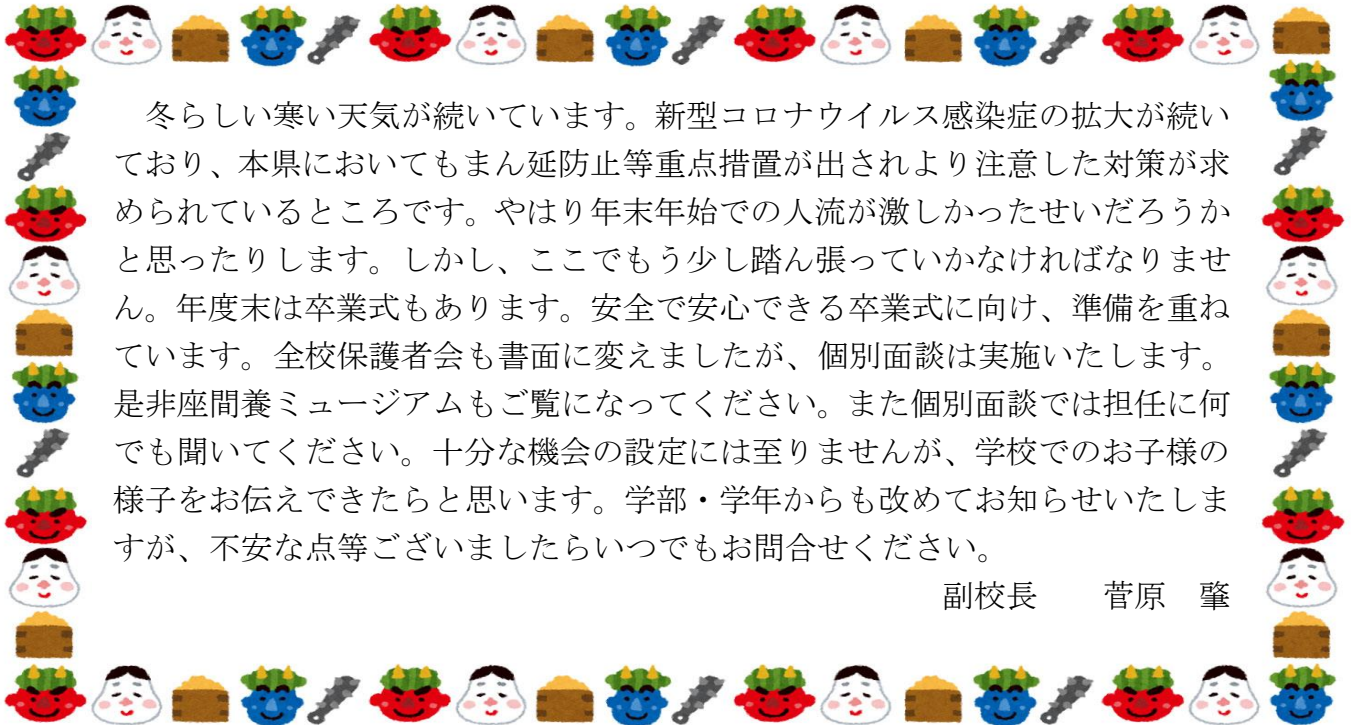 冬らしい寒い天気が続いています。新型コロナウイルス感染症の拡大が続い
ており、本県においてもまん延防止等重点措置が出されより注意した対策が求
められているところです。やはり年末年始での人流が激しかったせいだろうか
と思ったりします。しかし、ここでもう少し踏ん張っていかなければなりませ
ん。年度末は卒業式もあります。安全で安心できる卒業式に向け、準備を重ね
ています。全校保護者会も書面に変えましたが、個別面談は実施いたします。
是非座間養ミュージアムもご覧になってください。また個別面談では担任に何
でも聞いてください。十分な機会の設定には至りませんが、学校でのお子様の
様子をお伝えできたらと思います。学部・学年からも改めてお知らせいたしま
すが、不安な点等ございましたらいつでもお問合せください。
副校長　　菅原　肇